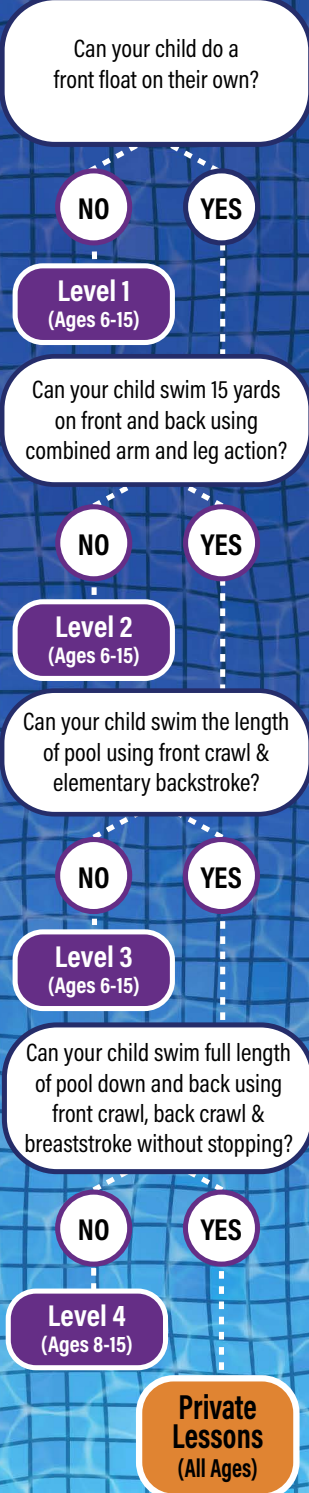 Can your child do a
front float on their own?
NO
YES
Level 1
(Ages 6-15)
Can your child swim 15 yards
on front and back using
combined arm and leg action?
NO
YES
Level 2
(Ages 6-15)
Can your child swim the length
of pool using front crawl &
elementary backstroke?
NO
YES
Level 3
(Ages 6-15)
Can your child swim full length
of pool down and back using
front crawl, back crawl &
breaststroke without stopping?
NO
YES
Level 4
(Ages 8-15)
Private
Lessons
(All Ages)